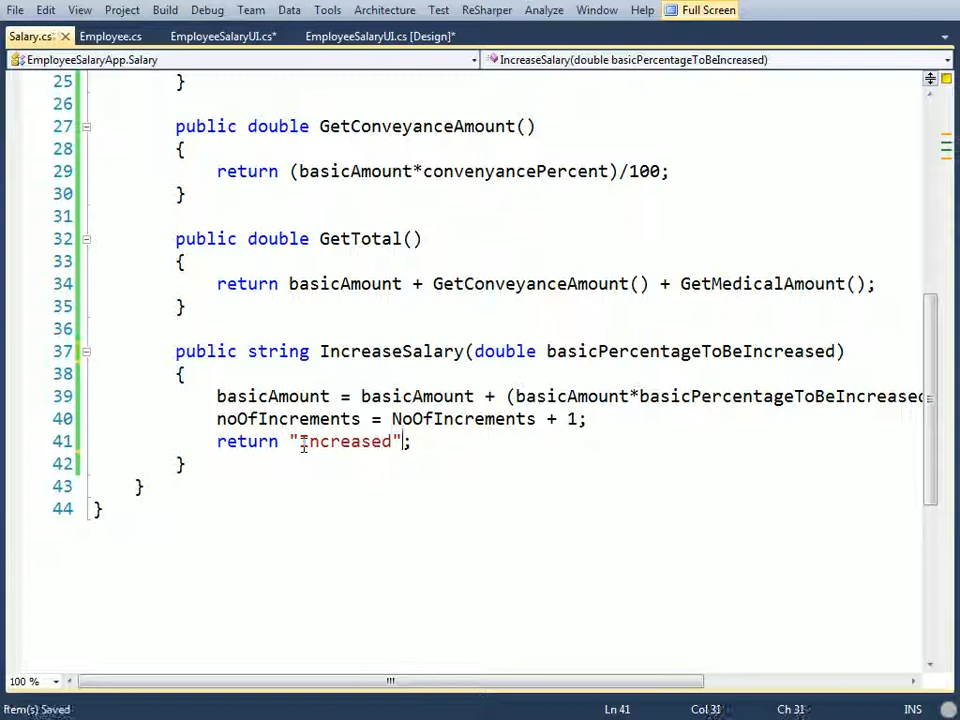 File Edit View Project Build Debug Team Data Tools Architecture Test ReSharper Analyze Window Help Full Screen
Salary.cs Employee.cs EmployeeSalaryUI.cs* EmployeeSalaryUI.cs [Design]*
EmployeeSalaryApp.Salary IncreaseSalary(double basicPercentageToBeIncreased)
25 }
26
27 public double GetConveyanceAmount()
28 {
29 return (basicAmount*convenyancePercent)/100;
30 }
31
32 public double GetTotal()
33 {
34 return basicAmount + GetConveyanceAmount() + GetMedicalAmount();
35 }
36
37 public string IncreaseSalary(double basicPercentageToBeIncreased)
38 {
39 basicAmount = basicAmount + (basicAmount*basicPercentageToBeIncreased
40 noOfIncrements = NoOfIncrements + 1;
41 return "Increased";
42 }
43 }
44 }
100 %
Item(s) Saved Ln 41 Col 31 Ch 31 INS